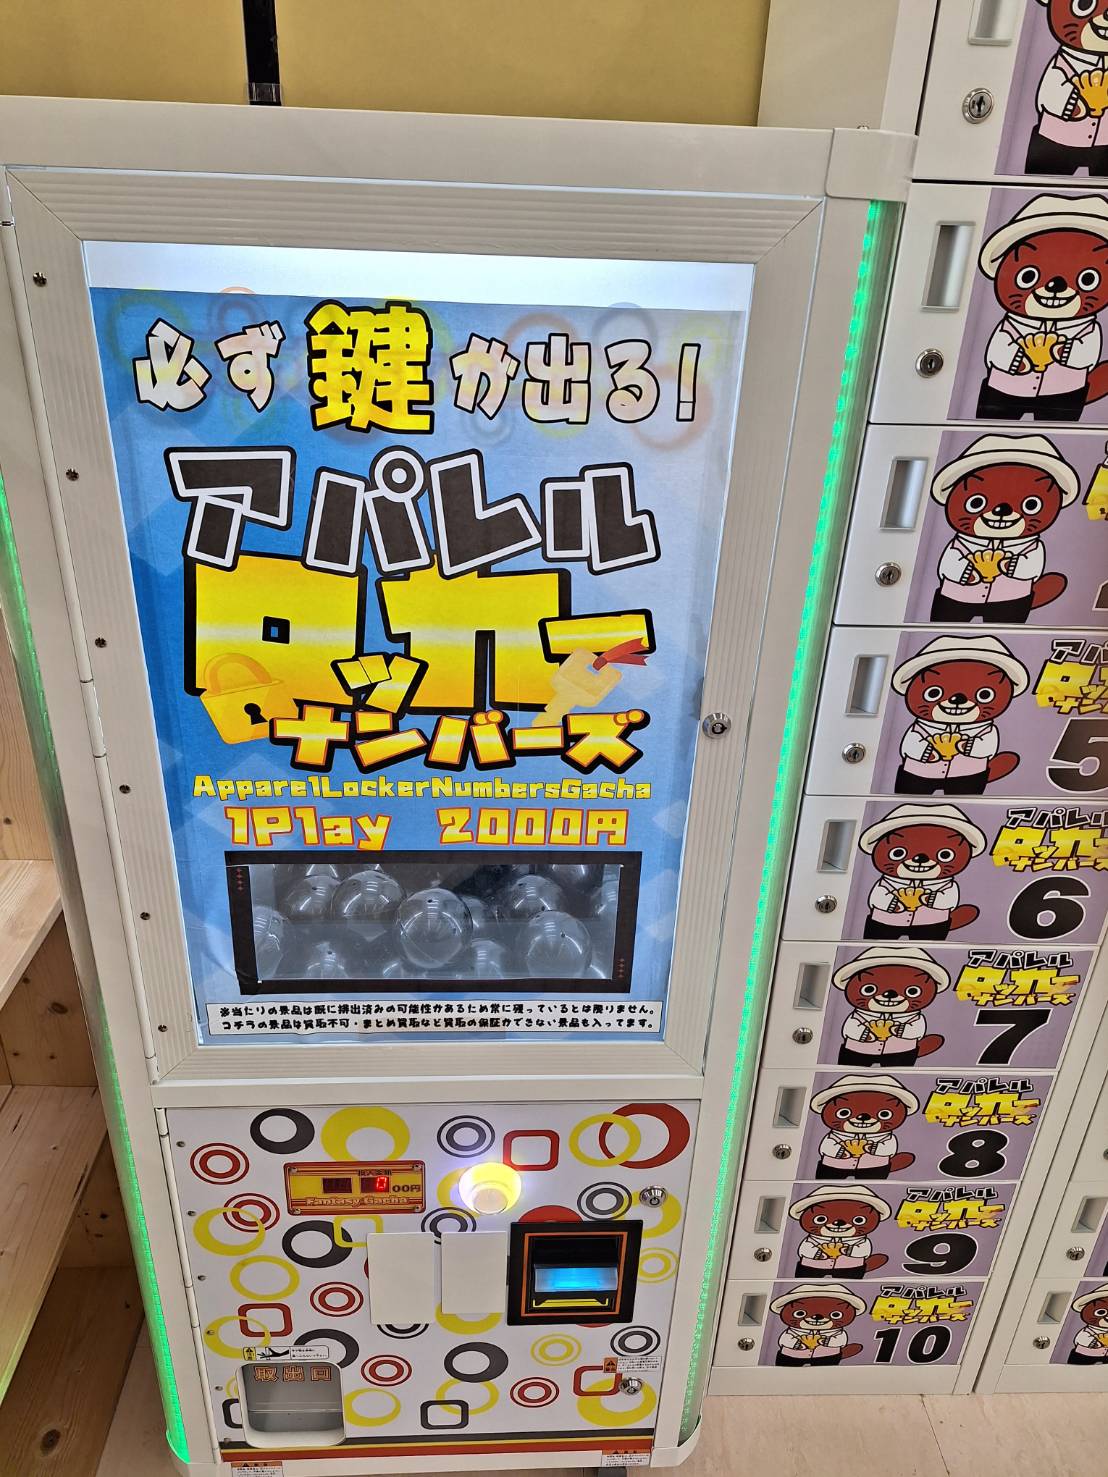 必ず鍵が出る!
アパレル
ロッカー
ナンバーズ
ApparelLockerNumbersGacha
1Play 2000円
※当たりの景品は既に排出済みの可能性があるため常に残っているとは限りません。
コチラの景品は買取不可・まとめ買取など買取の保証ができない景品も入ってます。
0 00円
Fantasy Gacha
取出口
アパレル
ロッカー
ナンバーズ
5
アパレル
ロッカー
ナンバーズ
6
アパレル
ロッカー
ナンバーズ
7
アパレル
ロッカー
ナンバーズ
8
アパレル
ロッカー
ナンバーズ
9
アパレル
ロッカー
ナンバーズ
10